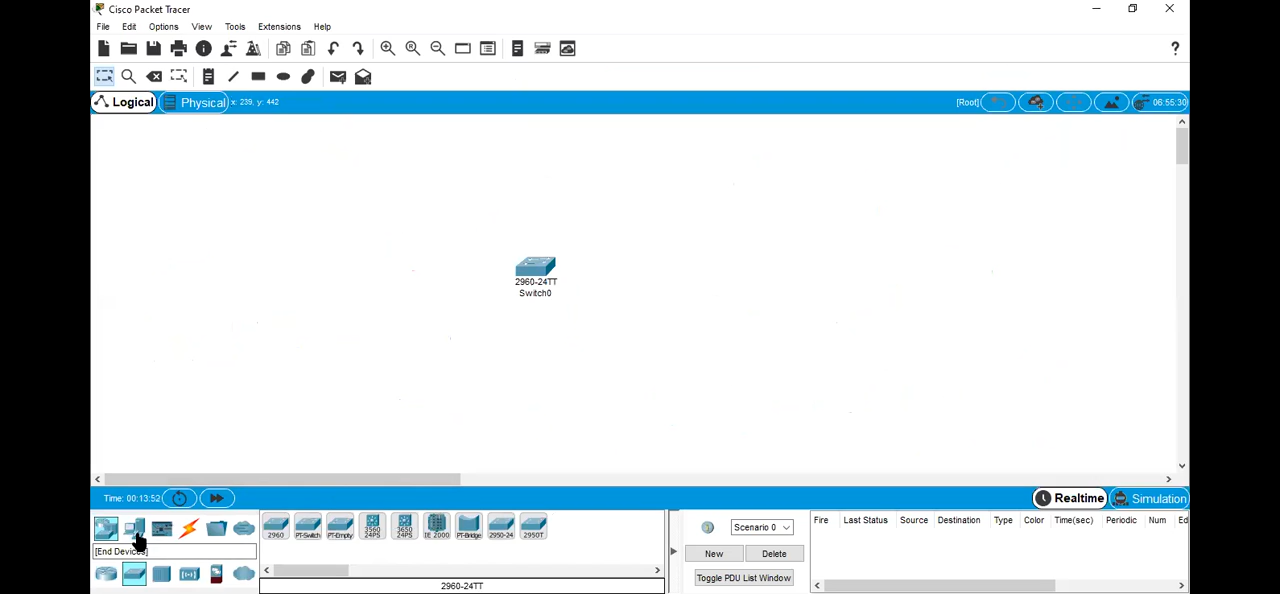 Cisco Packet Tracer
File Edit Options View Tools Extensions Help
Logical Physical x: 239, y: 442 [Root] 06:55:30
2960-24TT
Switch0
Time: 00:13:52 Realtime Simulation
2960 PT-Switch PT-Empty 3560 24PS 3650 24PS IE 2000 PT-Bridge 2950-24 2950T
[End Devices]
2960-24TT
Scenario 0
New Delete
Toggle PDU List Window
Fire Last Status Source Destination Type Color Time(sec) Periodic Num Ed